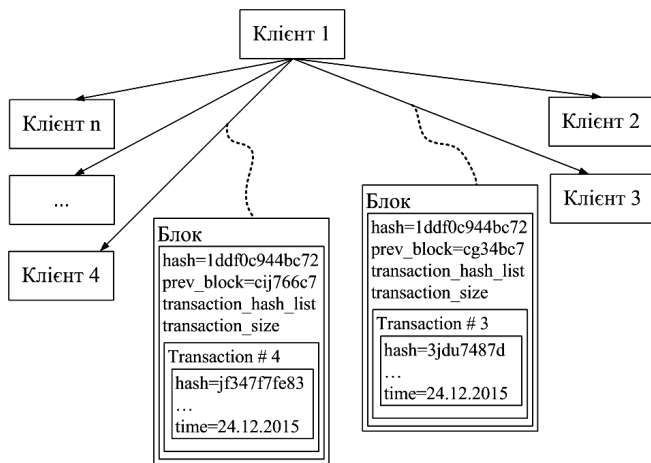 Клієнт 1
Клієнт n
Клієнт 2
...
Клієнт 3
Клієнт 4
Блок
hash=1ddf0c944bc72
prev_block=cij766c7
transaction_hash_list
transaction_size
Transaction # 4
hash=jf347f7fe83
...
time=24.12.2015
Блок
hash=1ddf0c944bc72
prev_block=cg34bc7
transaction_hash_list
transaction_size
Transaction # 3
hash=3jdu7487d
...
time=24.12.2015